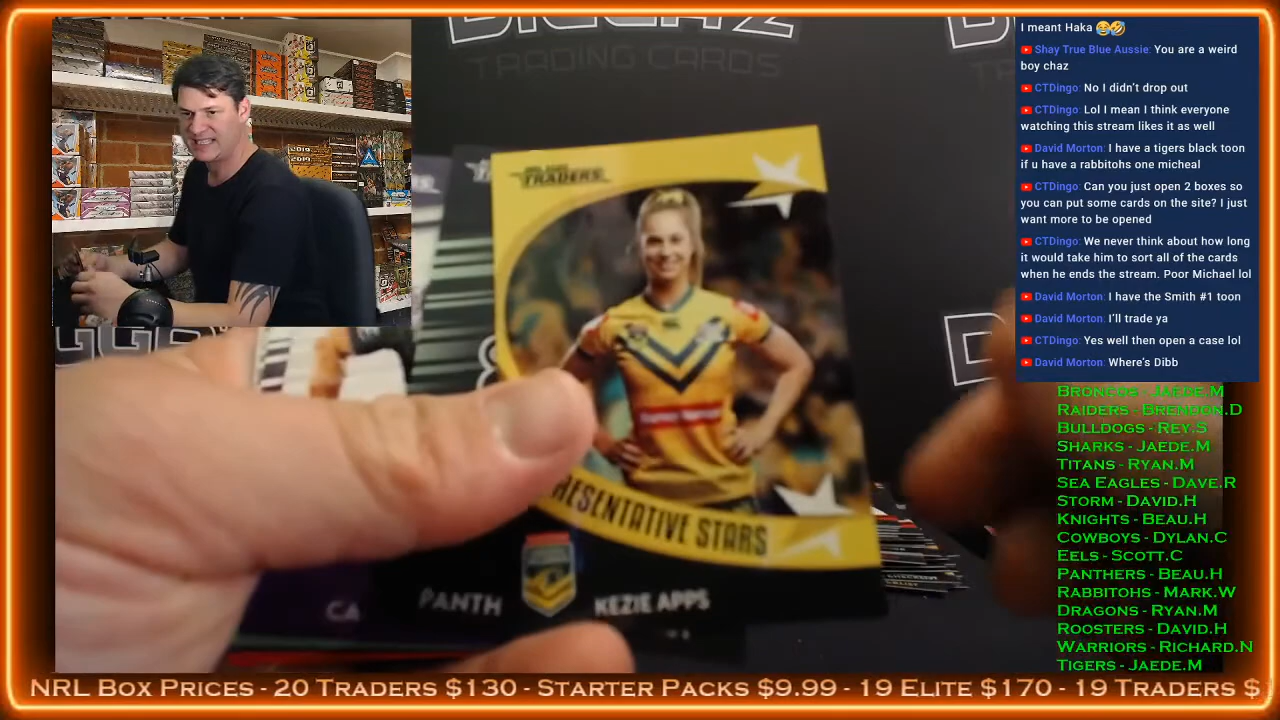 TRADING CARDS
I meant Haka 😂🤣
Shay True Blue Aussie: You are a weird
boy chaz
CTDingo: No I didn't drop out
CTDingo: Lol I mean I think everyone
watching this stream likes it as well
David Morton: I have a tigers black toon
if u have a rabbitohs one micheal
CTDingo: Can you just open 2 boxes so
you can put some cards on the site? I just
want more to be opened
CTDingo: We never think about how long
it would take him to sort all of the cards
when he ends the stream. Poor Michael lol
David Morton: I have the Smith #1 toon
David Morton: I'll trade ya
CTDingo: Yes well then open a case lol
David Morton: Where's Dibb
Broncos - Jaede.M
Raiders - Brendon.D
Bulldogs - Rey.S
Sharks - Jaede.M
Titans - Ryan.M
Sea Eagles - Dave.R
Storm - David.H
Knights - Beau.H
Cowboys - Dylan.C
Eels - Scott.C
Panthers - Beau.H
Rabbitohs - Mark.W
Dragons - Ryan.M
Roosters - David.H
Warriors - Richard.N
Tigers - Jaede.M
TRADERS
RESENTATIVE STARS
KEZIE APPS
PANTH
CA
2019
2019
NRL Box Prices - 20 Traders $130 - Starter Packs $9.99 - 19 Elite $170 - 19 Traders $